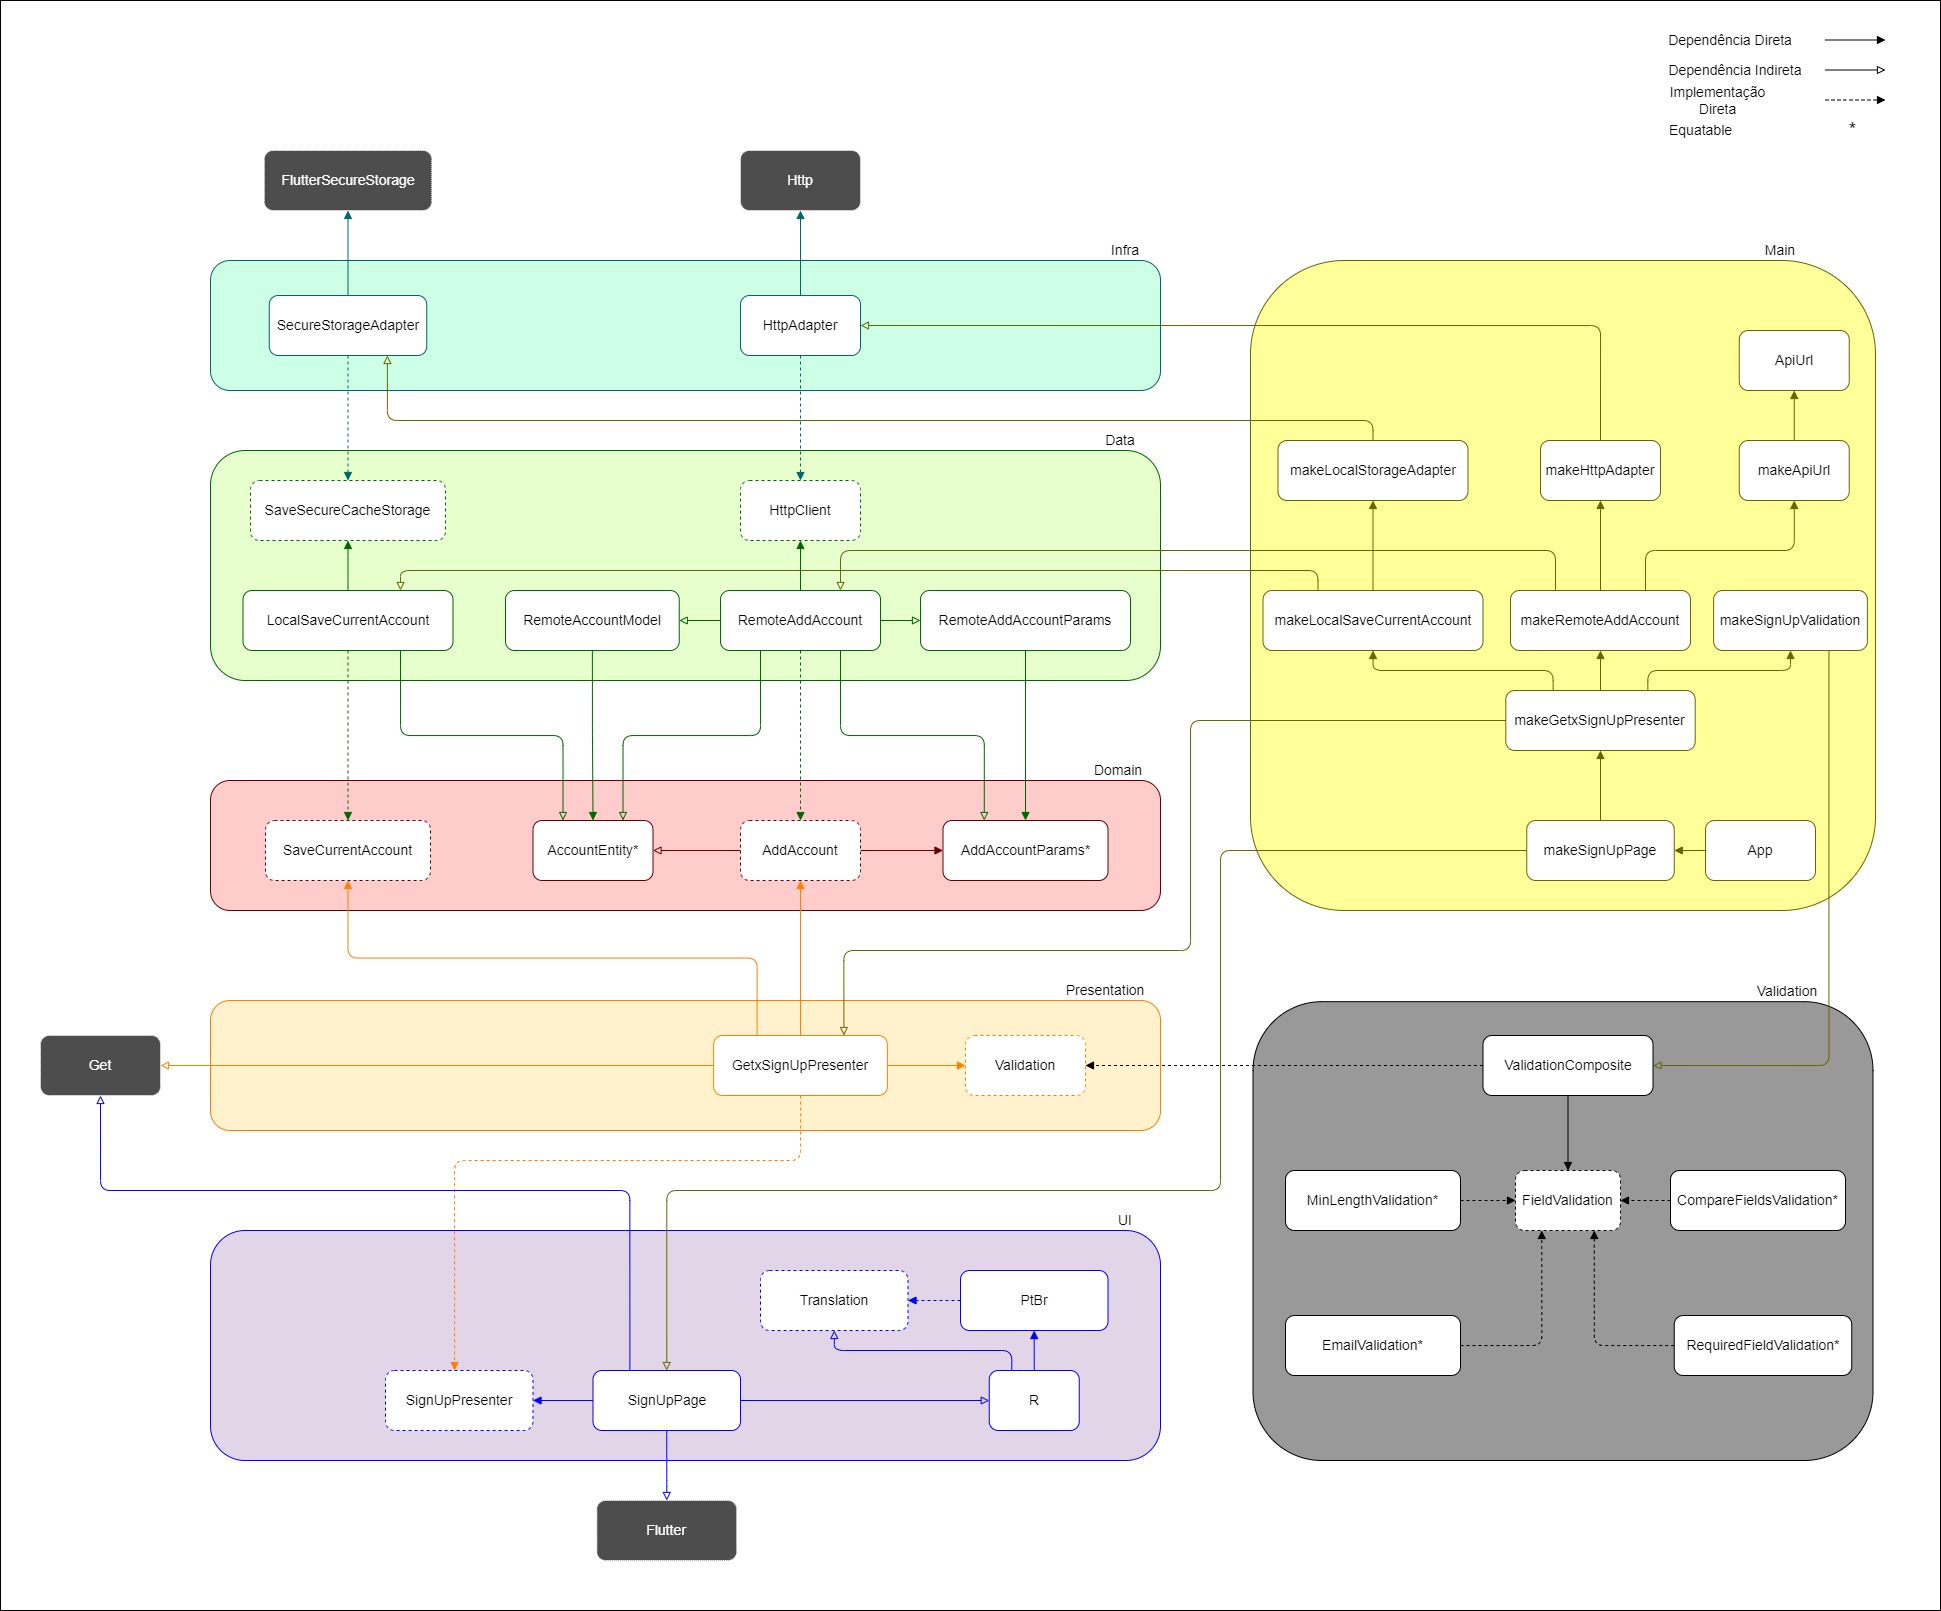 Dependência Direta
Dependência Indireta
Implementação
Direta
Equatable *
FlutterSecureStorage
Http
Infra
Main
SecureStorageAdapter
HttpAdapter
ApiUrl
Data
makeLocalStorageAdapter
makeHttpAdapter
makeApiUrl
SaveSecureCacheStorage
HttpClient
LocalSaveCurrentAccount
RemoteAccountModel
RemoteAddAccount
RemoteAddAccountParams
makeLocalSaveCurrentAccount
makeRemoteAddAccount
makeSignUpValidation
makeGetxSignUpPresenter
Domain
SaveCurrentAccount
AccountEntity*
AddAccount
AddAccountParams*
makeSignUpPage
App
Presentation
Validation
Get
GetxSignUpPresenter
Validation
ValidationComposite
MinLengthValidation*
FieldValidation
CompareFieldsValidation*
UI
Translation
PtBr
EmailValidation*
RequiredFieldValidation*
SignUpPresenter
SignUpPage
R
Flutter